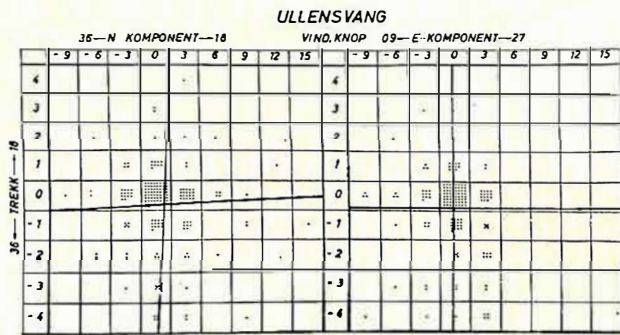 ULLENSVANG
36—N KOMPONENT—18 VIND, KNOP 09—E-KOMPONENT—27
-9 -6 -3 0 3 6 9 12 15 -9 -6 -3 0 3 6 9 12 15
4 4
3 3
2 2
1 1
0 0
-1 -1
-2 -2
-3 -3
-4 -4
36—TREKK—18